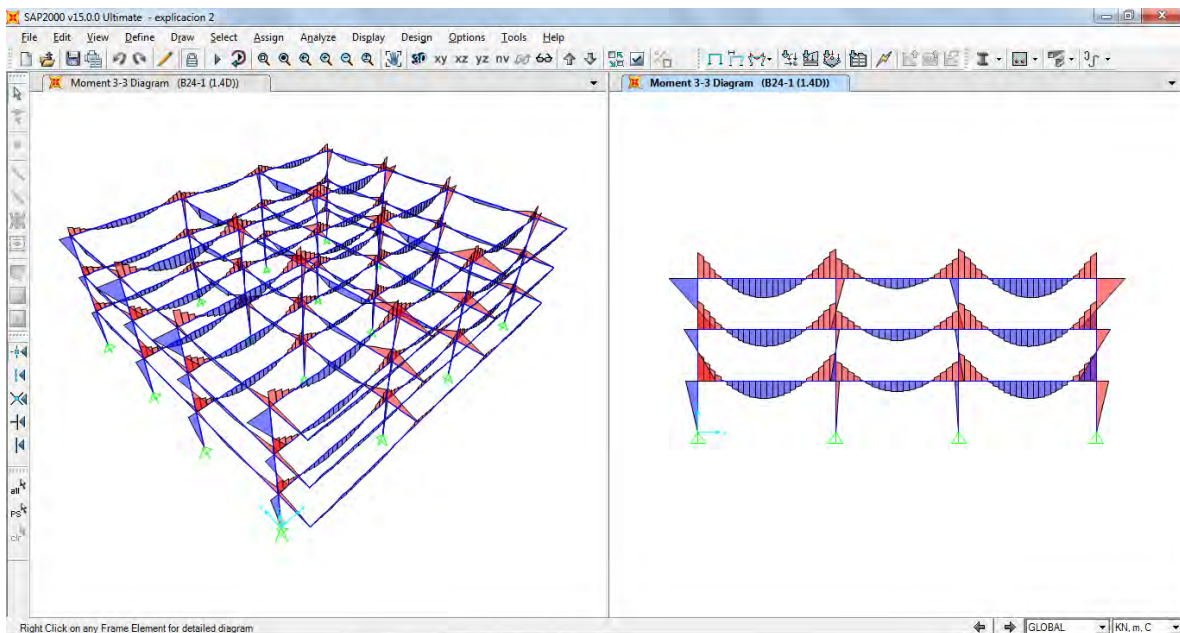 SAP2000 v15.0.0 Ultimate - explicacion 2
File Edit View Define Draw Select Assign Analyze Display Design Options Tools Help
3D xy xz yz nv
Moment 3-3 Diagram (B24-1 (1.4D))
Moment 3-3 Diagram (B24-1 (1.4D))
all
PS
clr
Right Click on any Frame Element for detailed diagram
GLOBAL
KN, m, C